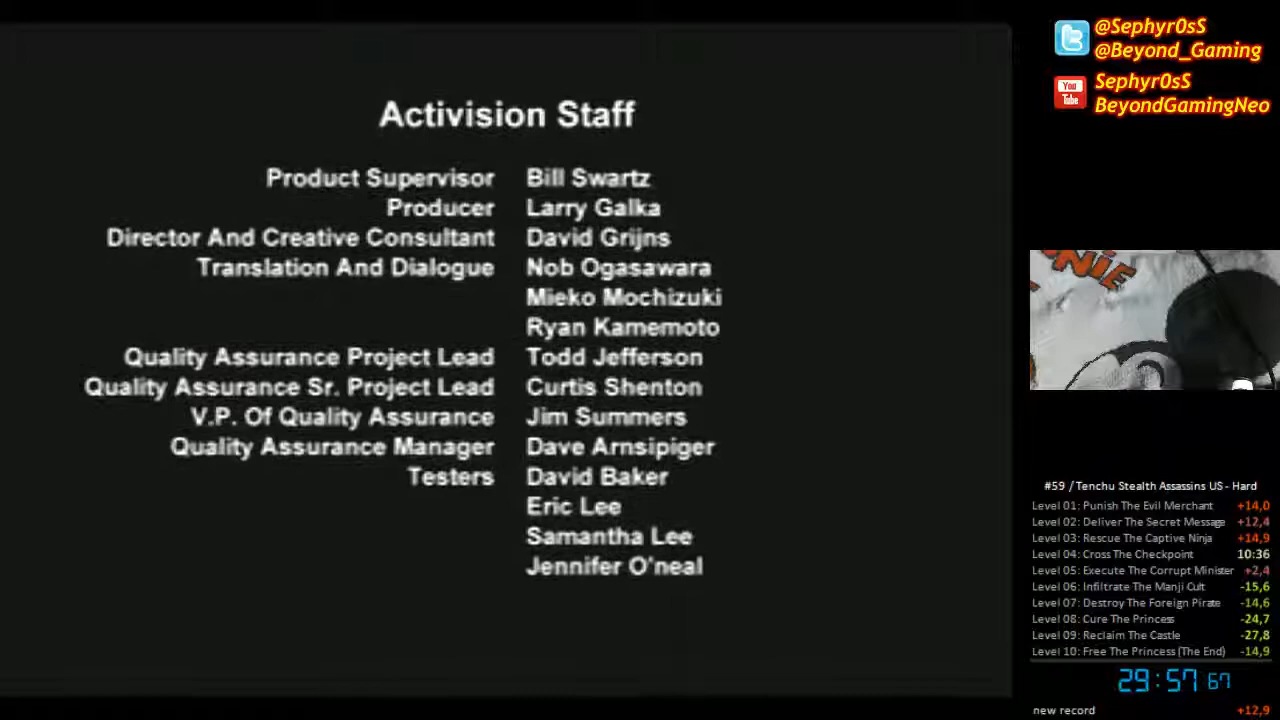 Activision Staff
Product Supervisor Bill Swartz
Producer Larry Galka
Director And Creative Consultant David Grijns
Translation And Dialogue Nob Ogasawara
Mieko Mochizuki
Ryan Kamemoto
Quality Assurance Project Lead Todd Jefferson
Quality Assurance Sr. Project Lead Curtis Shenton
V.P. Of Quality Assurance Jim Summers
Quality Assurance Manager Dave Arnsipiger
Testers David Baker
Eric Lee
Samantha Lee
Jennifer O'neal
@Sephyr0sS
@Beyond_Gaming
You Tube
Sephyr0sS
BeyondGamingNeo
NIE
#59 / Tenchu Stealth Assassins US - Hard
Level 01: Punish The Evil Merchant +14,0
Level 02: Deliver The Secret Message +12,4
Level 03: Rescue The Captive Ninja +14,9
Level 04: Cross The Checkpoint 10:36
Level 05: Execute The Corrupt Minister +2,4
Level 06: Infiltrate The Manji Cult -15,6
Level 07: Destroy The Foreign Pirate -14,6
Level 08: Cure The Princess -24,7
Level 09: Reclaim The Castle -27,8
Level 10: Free The Princess (The End) -14,9
29:57 67
new record +12,9